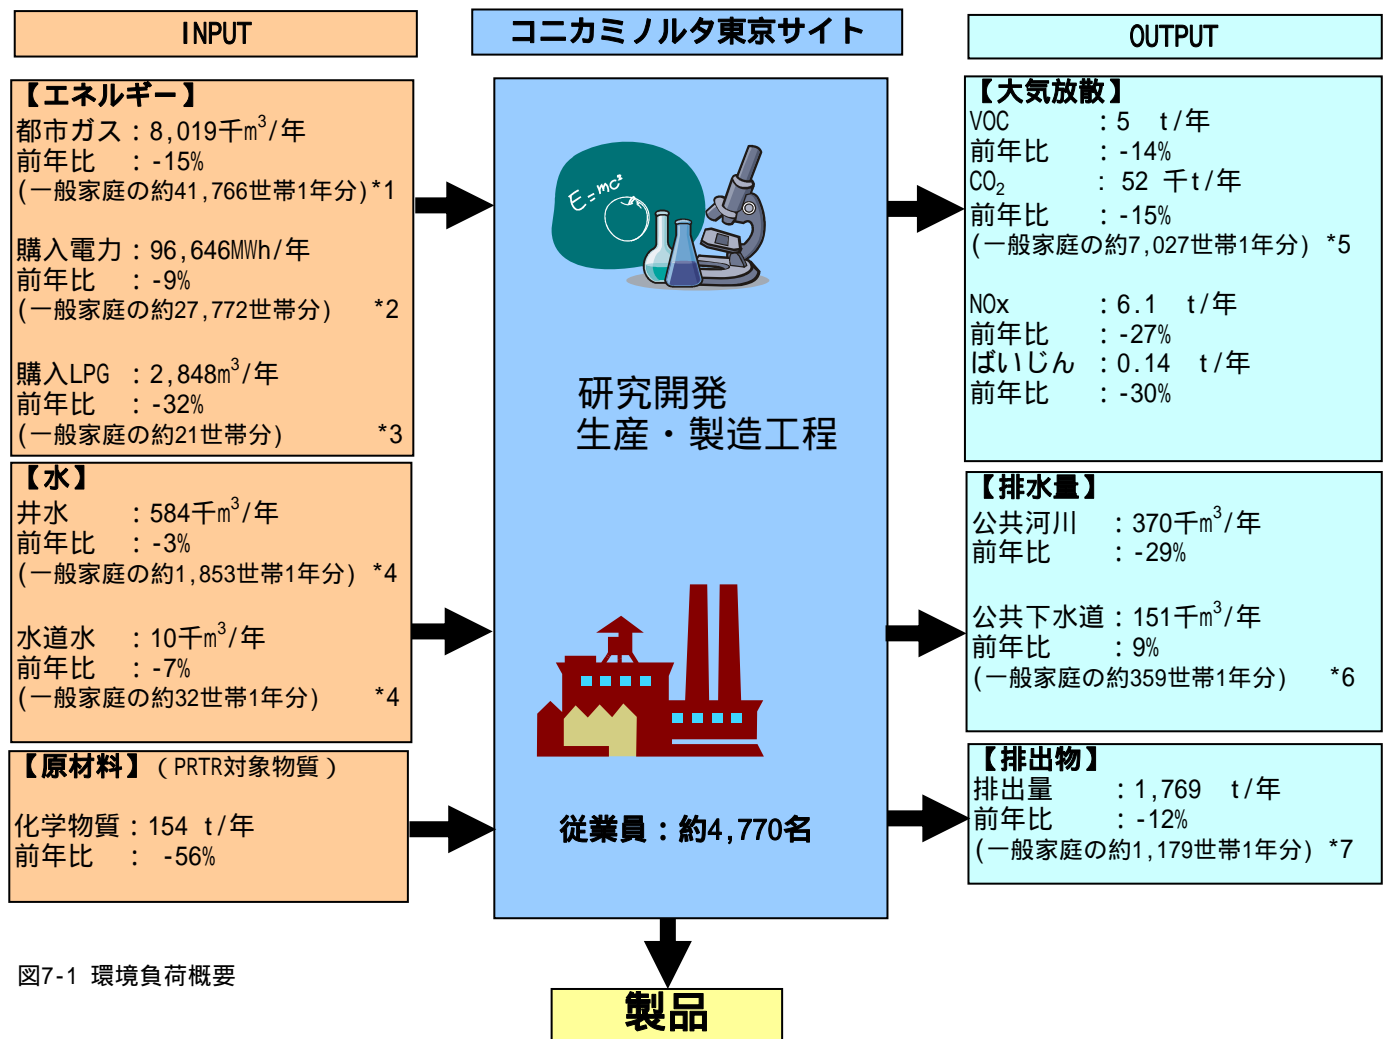 INPUT
【エネルギー】
都市ガス：8,019千m³/年
前年比　：-15%
(一般家庭の約41,766世帯1年分)*1
購入電力：96,646MWh/年
前年比　：-9%
(一般家庭の約27,772世帯分)　*2
購入LPG　：2,848m³/年
前年比　：-32%
(一般家庭の約21世帯分)　*3
【水】
井水　：584千m³/年
前年比　：-3%
(一般家庭の約1,853世帯1年分)　*4
水道水　：10千m³/年
前年比　：-7%
(一般家庭の約32世帯1年分)　*4
【原材料】（PRTR対象物質）
化学物質：154 t/年
前年比　：　-56%
コニカミノルタ東京サイト
E=mc²
研究開発
生産・製造工程
従業員：約4,770名
製品
OUTPUT
【大気放散】
VOC　：5　t/年
前年比　：-14%
CO₂　：52 千t/年
前年比　：-15%
(一般家庭の約7,027世帯1年分)　*5
NOx　：6.1　t/年
前年比　：-27%
ばいじん　：0.14　t/年
前年比　：-30%
【排水量】
公共河川　：370千m³/年
前年比　：-29%
公共下水道：151千m³/年
前年比　：9%
(一般家庭の約359世帯1年分)　*6
【排出物】
排出量　：1,769　t/年
前年比　：-12%
(一般家庭の約1,179世帯1年分)　*7
図7-1 環境負荷概要